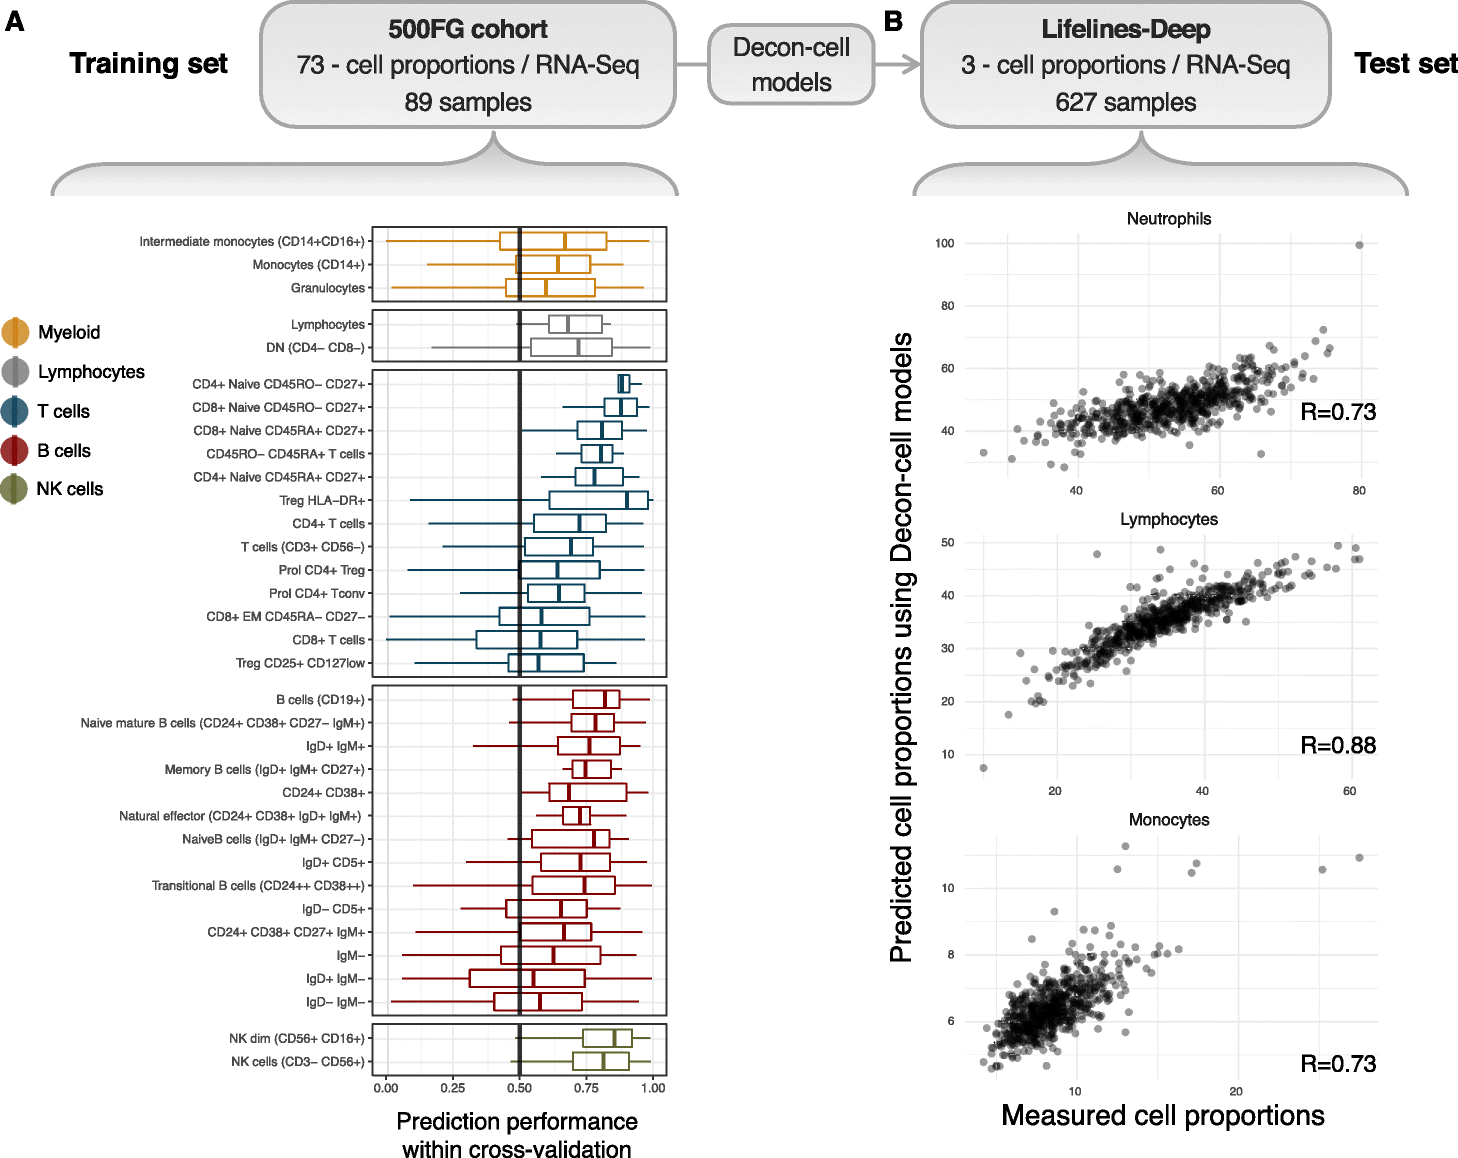 A
Training set
500FG cohort
73 - cell proportions / RNA-Seq
89 samples
Decon-cell
models
B
Lifelines-Deep
3 - cell proportions / RNA-Seq
627 samples
Test set
Myeloid
Lymphocytes
T cells
B cells
NK cells
Intermediate monocytes (CD14+CD16+)
Monocytes (CD14+)
Granulocytes
Lymphocytes
DN (CD4− CD8−)
CD4+ Naive CD45RO− CD27+
CD8+ Naive CD45RO− CD27+
CD8+ Naive CD45RA+ CD27+
CD45RO− CD45RA+ T cells
CD4+ Naive CD45RA+ CD27+
Treg HLA−DR+
CD4+ T cells
T cells (CD3+ CD56−)
Prol CD4+ Treg
Prol CD4+ Tconv
CD8+ EM CD45RA− CD27−
CD8+ T cells
Treg CD25+ CD127low
B cells (CD19+)
Naive mature B cells (CD24+ CD38+ CD27− IgM+)
IgD+ IgM+
Memory B cells (IgD+ IgM+ CD27+)
CD24+ CD38+
Natural effector (CD24+ CD38+ IgD+ IgM+)
NaiveB cells (IgD+ IgM+ CD27−)
IgD+ CD5+
Transitional B cells (CD24++ CD38++)
IgD− CD5+
CD24+ CD38+ CD27+ IgM+
IgM−
IgD+ IgM−
IgD− IgM−
NK dim (CD56+ CD16+)
NK cells (CD3− CD56+)
0.00 0.25 0.50 0.75 1.00
Prediction performance
within cross-validation
Predicted cell proportions using Decon-cell models
Neutrophils
100
80
60
40
R=0.73
40 60 80
Lymphocytes
50
40
30
20
10
R=0.88
20 40 60
Monocytes
10
8
6
R=0.73
10 20
Measured cell proportions